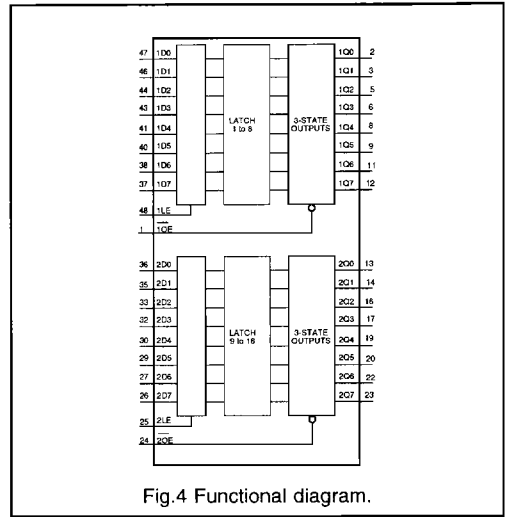 47 1D0 1Q0 2
46 1D1 1Q1 3
44 1D2 1Q2 5
43 1D3 LATCH 3-STATE 1Q3 6
41 1D4 1 to 8 OUTPUTS 1Q4 8
40 1D5 1Q5 9
38 1D6 1Q6 11
37 1D7 1Q7 12
48 1LE
1 1OE
36 2D0 2Q0 13
35 2D1 2Q1 14
33 2D2 2Q2 16
32 2D3 LATCH 3-STATE 2Q3 17
30 2D4 9 to 16 OUTPUTS 2Q4 19
29 2D5 2Q5 20
27 2D6 2Q6 22
26 2D7 2Q7 23
25 2LE
24 2OE
Fig.4 Functional diagram.